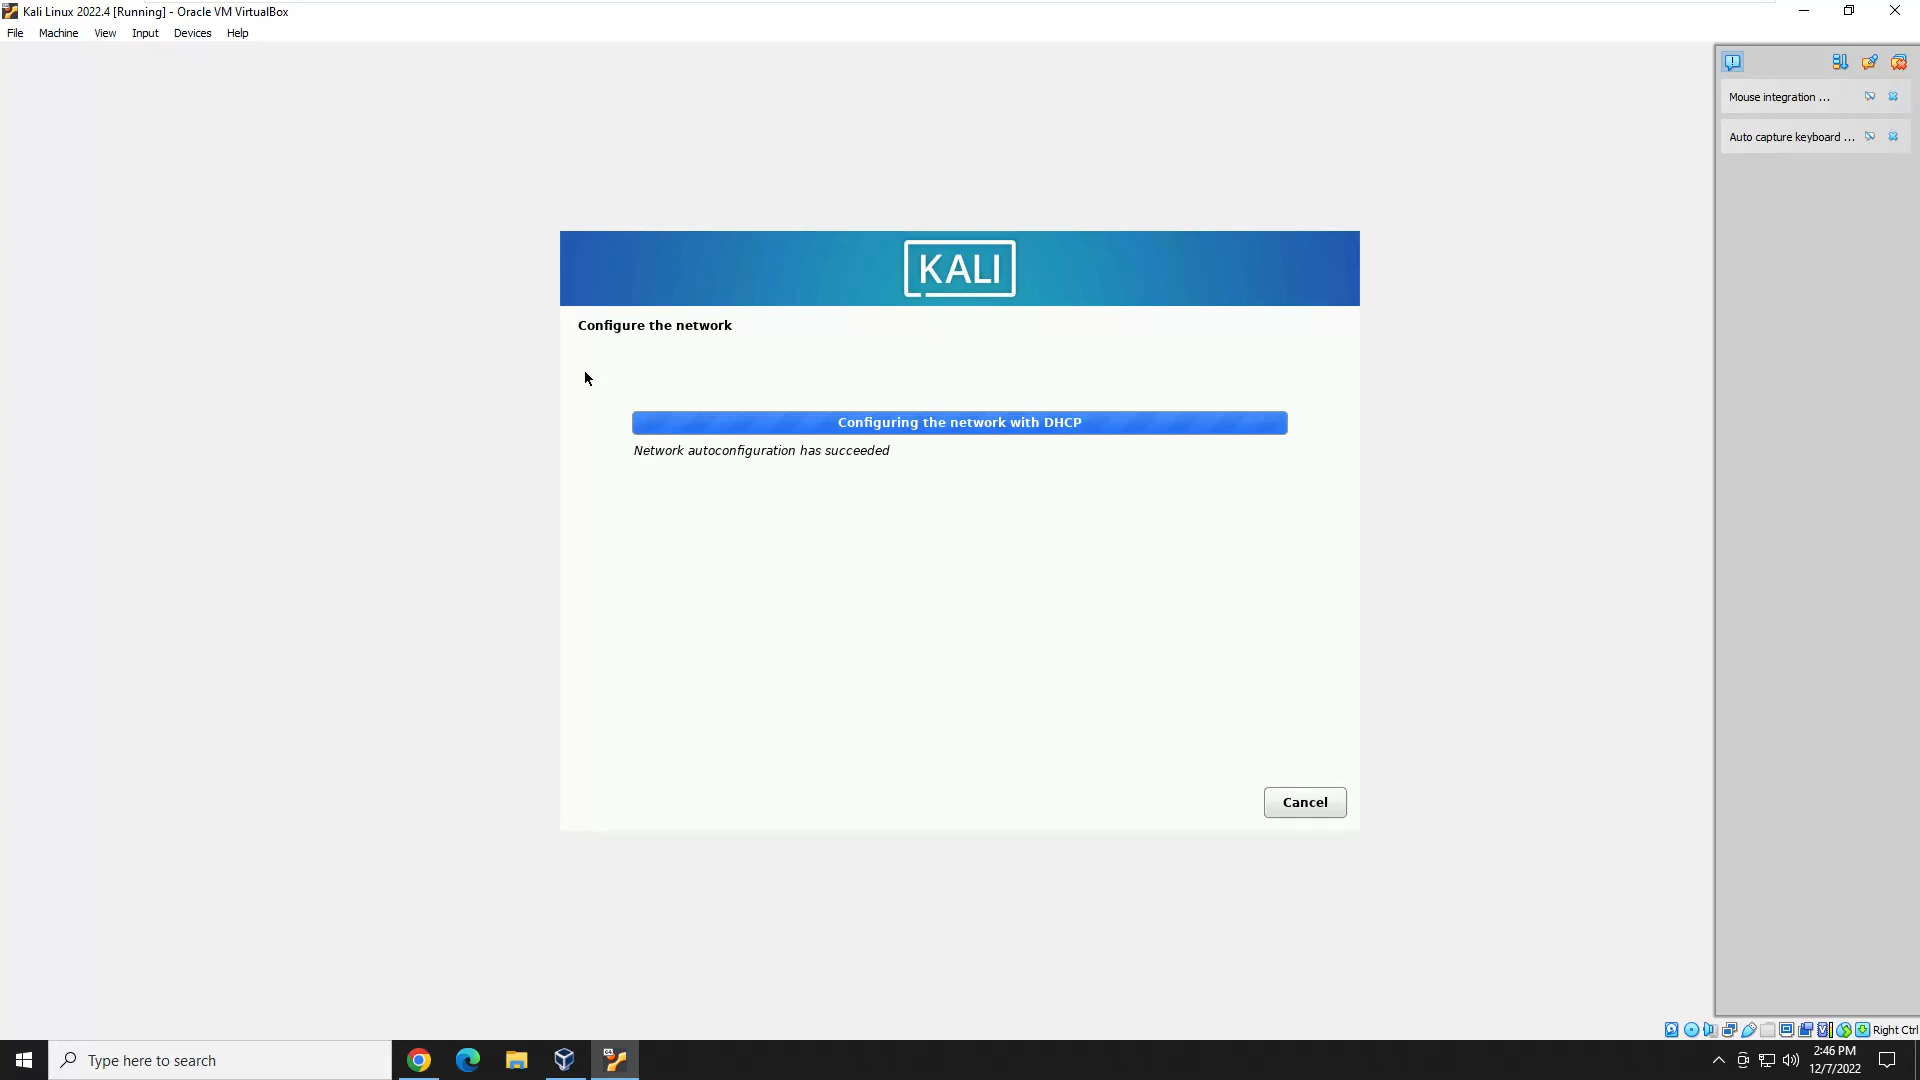 Kali Linux 2022.4 [Running] - Oracle VM VirtualBox
File Machine View Input Devices Help
Mouse integration ...
Auto capture keyboard ...
KALI
Configure the network
Configuring the network with DHCP
Network autoconfiguration has succeeded
Cancel
Right Ctrl
Type here to search
2:46 PM
12/7/2022